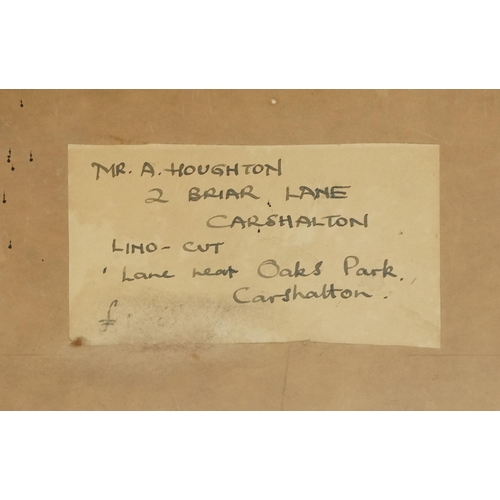 MR. A. HOUGHTON
2 BRIAR LANE
CARSHALTON
LINO-CUT
' Lane near Oaks Park.
Carshalton.
£